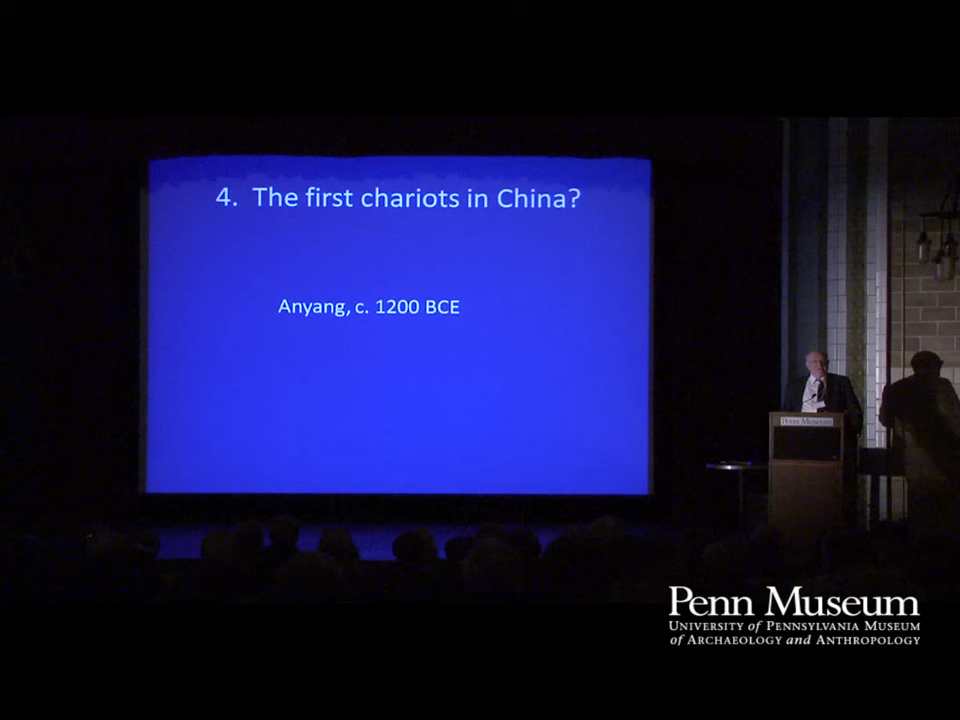 4. The first chariots in China?
Anyang, c. 1200 BCE
Penn Museum
Penn Museum
UNIVERSITY of PENNSYLVANIA MUSEUM
of ARCHAEOLOGY and ANTHROPOLOGY